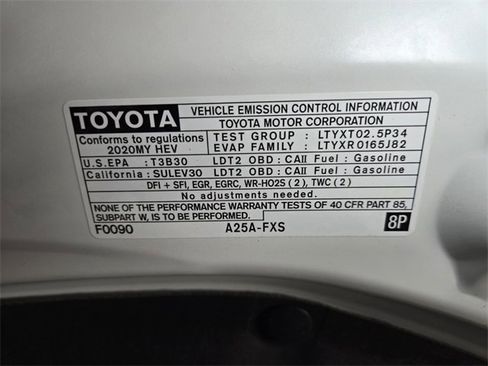 TOYOTA
VEHICLE EMISSION CONTROL INFORMATION
TOYOTA MOTOR CORPORATION
Conforms to regulations
2020MY HEV
TEST GROUP : LTYXT02.5P34
EVAP FAMILY : LTYXR0165J82
U.S.EPA : T3B30 LDT2 OBD : CAII Fuel : Gasoline
California : SULEV30 LDT2 OBD : CAII Fuel : Gasoline
DFI + SFI, EGR, EGRC, WR-HO2S ( 2 ), TWC ( 2 )
No adjustments needed.
NONE OF THE PERFORMANCE WARRANTY TESTS OF 40 CFR PART 85,
SUBPART W, IS TO BE PERFORMED.
F0090 A25A-FXS 8P